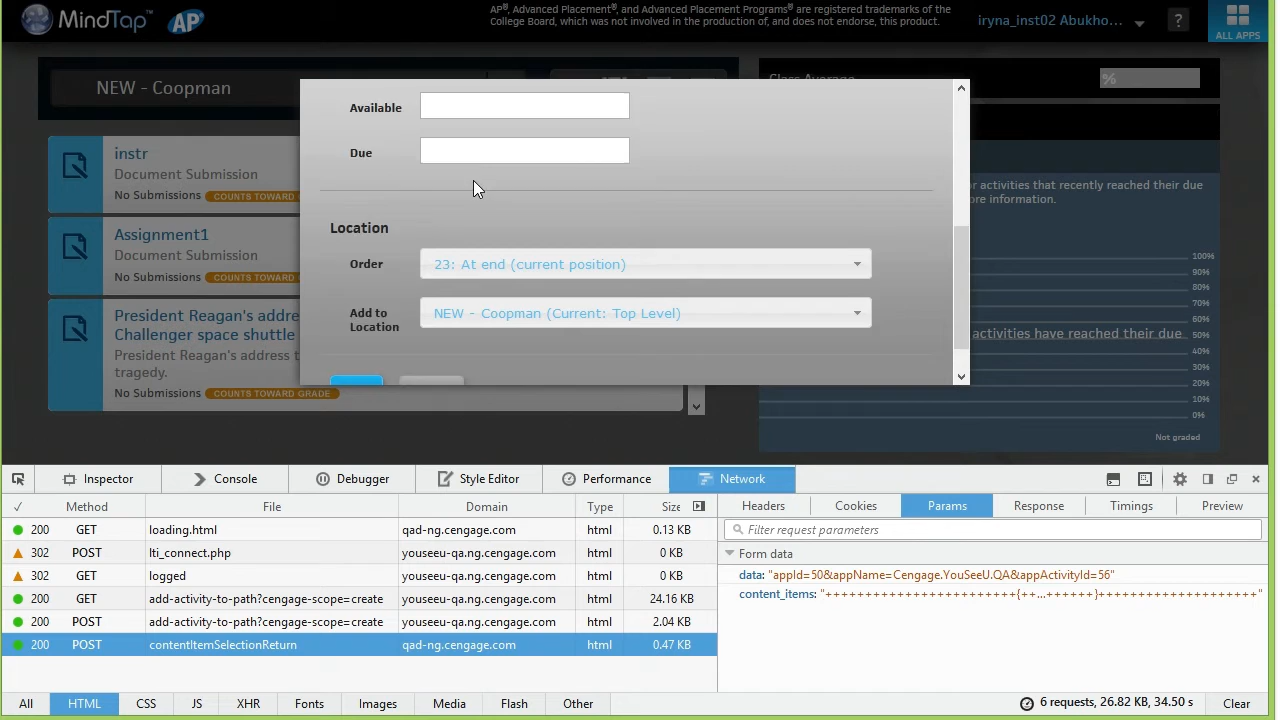 MindTap AP
AP®, Advanced Placement®, and Advanced Placement Programs® are registered trademarks of the
College Board, which was not involved in the production of, and does not endorse, this product.
iryna_inst02 Abukho...
?
ALL APPS
NEW - Coopman
Class Average
%
instr
Document Submission
No Submissions
Assignment1
Document Submission
No Submissions
President Reagan's addre
Challenger space shuttle
President Reagan's address t
tragedy.
No Submissions COUNTS TOWARD GRADE
Available
Due
Location
Order 23: At end (current position)
Add to
Location
NEW - Coopman (Current: Top Level)
activities that recently reached their due
ore information.
100%
90%
80%
70%
60%
activities have reached their due
50%
40%
30%
20%
10%
0%
Not graded
Inspector Console Debugger Style Editor Performance Network
✓ Method File Domain Type Size
200 GET loading.html qad-ng.cengage.com html 0.13 KB
302 POST lti_connect.php youseeu-qa.ng.cengage.com html 0 KB
302 GET logged youseeu-qa.ng.cengage.com html 0 KB
200 GET add-activity-to-path?cengage-scope=create youseeu-qa.ng.cengage.com html 24.16 KB
200 POST add-activity-to-path?cengage-scope=create youseeu-qa.ng.cengage.com html 2.04 KB
200 POST contentItemSelectionReturn qad-ng.cengage.com html 0.47 KB
Headers Cookies Params Response Timings Preview
Filter request parameters
Form data
data: "appId=50&appName=Cengage.YouSeeU.QA&appActivityId=56"
content_items: "++++++++++++++++++++++++{++...++++++}++++++++++++++++++++"
All HTML CSS JS XHR Fonts Images Media Flash Other
6 requests, 26.82 KB, 34.50 s
Clear